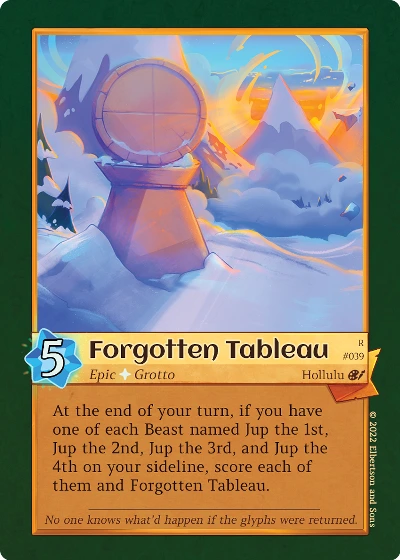 5
Forgotten Tableau
R
#039
Epic Grotto
Hollulu
At the end of your turn, if you have
one of each Beast named Jup the 1st,
Jup the 2nd, Jup the 3rd, and Jup the
4th on your sideline, score each of
them and Forgotten Tableau.
No one knows what'd happen if the glyphs were returned.
© 2022 Elbertson and Sons